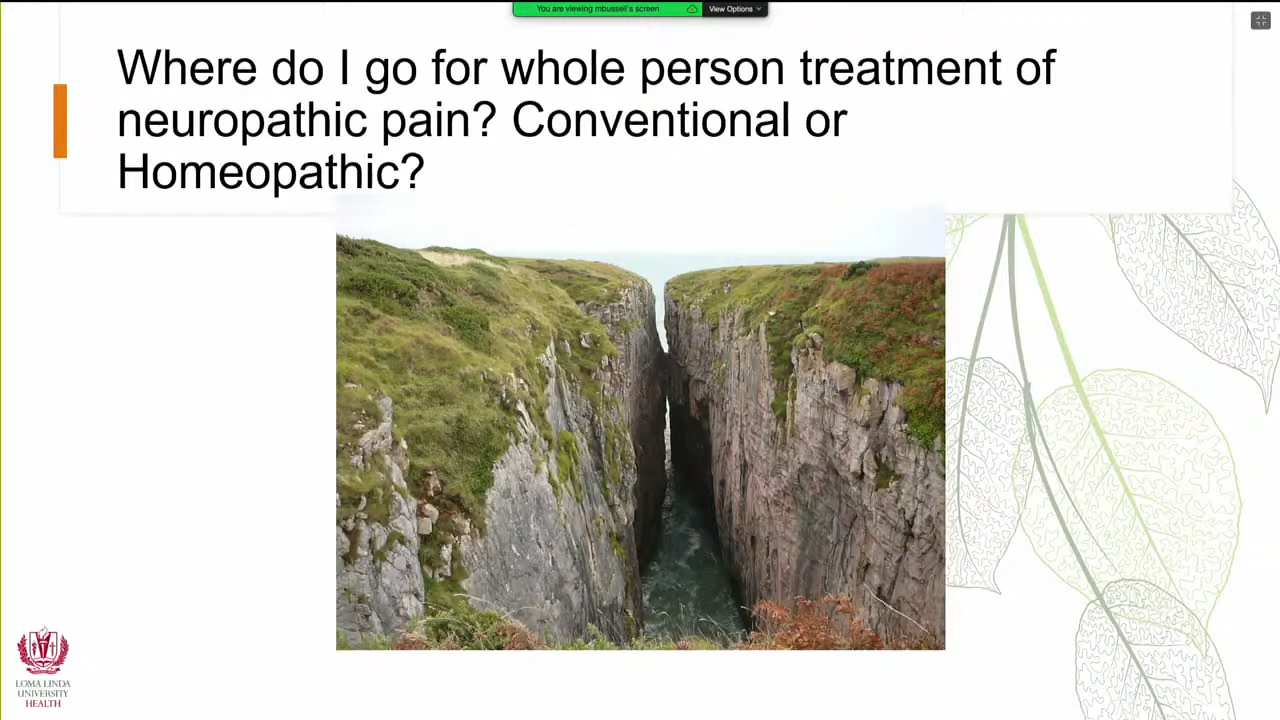 You are viewing mbussell's screen
View Options
Where do I go for whole person treatment of
neuropathic pain? Conventional or
Homeopathic?
LOMA LINDA
UNIVERSITY
HEALTH